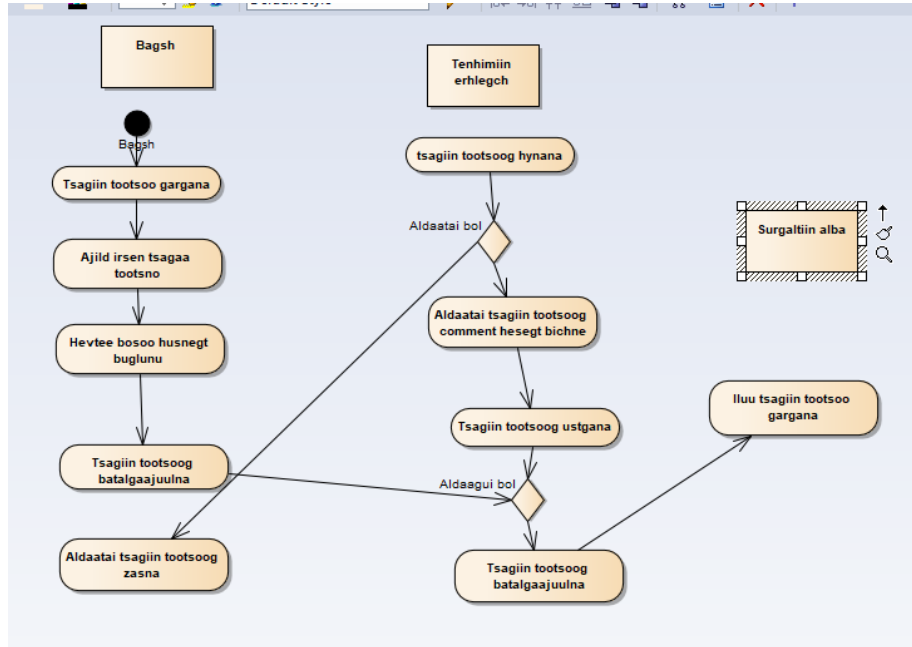 Default Style
Bagsh
Bagsh
Tsagiin tootsoo gargana
Ajild irsen tsagaa
tootsno
Hevtee bosoo husnegt
buglunu
Tsagiin tootsoog
batalgaajuulna
Aldaatai tsagiin tootsoog
zasna
Tenhimiin
erhlegch
tsagiin tootsoog hynana
Aldaatai bol
Aldaatai tsagiin tootsoog
comment hesegt bichne
Tsagiin tootsoog ustgana
Aldaagui bol
Tsagiin tootsoog
batalgaajuulna
Surgaltiin alba
Iluu tsagiin tootsoo
gargana